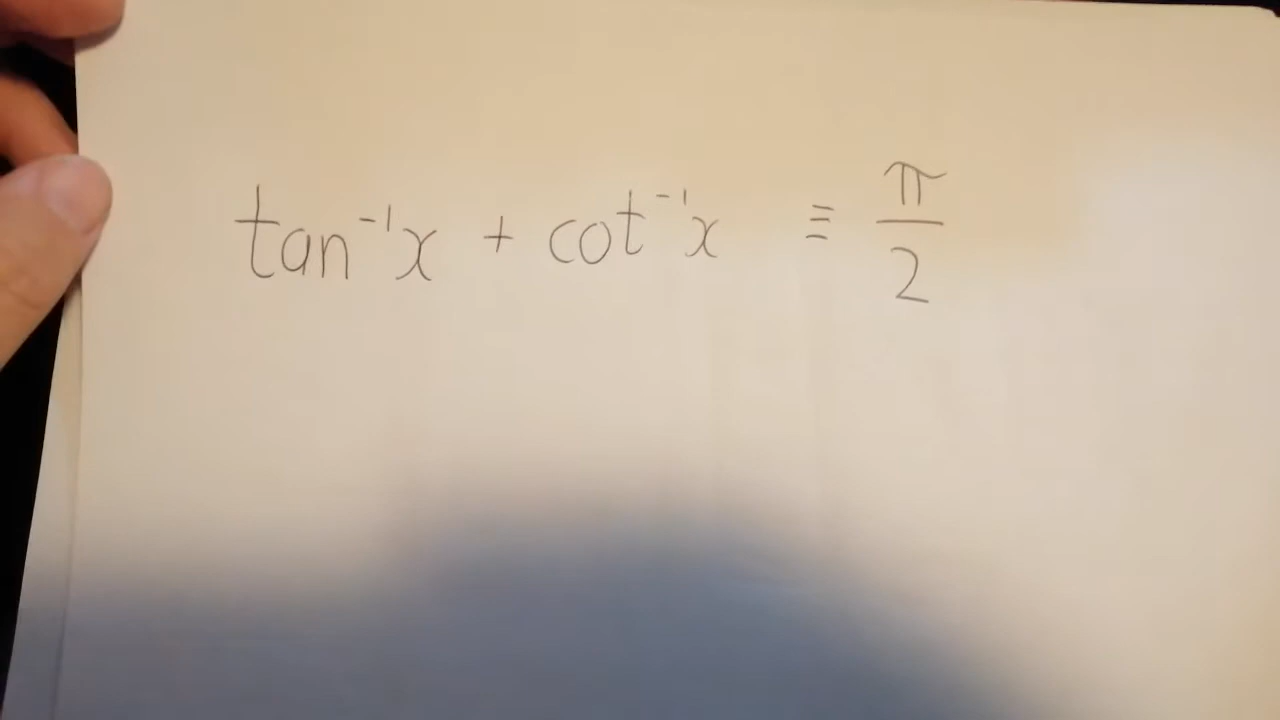 tan⁻¹x + cot⁻¹x ≡ π/2